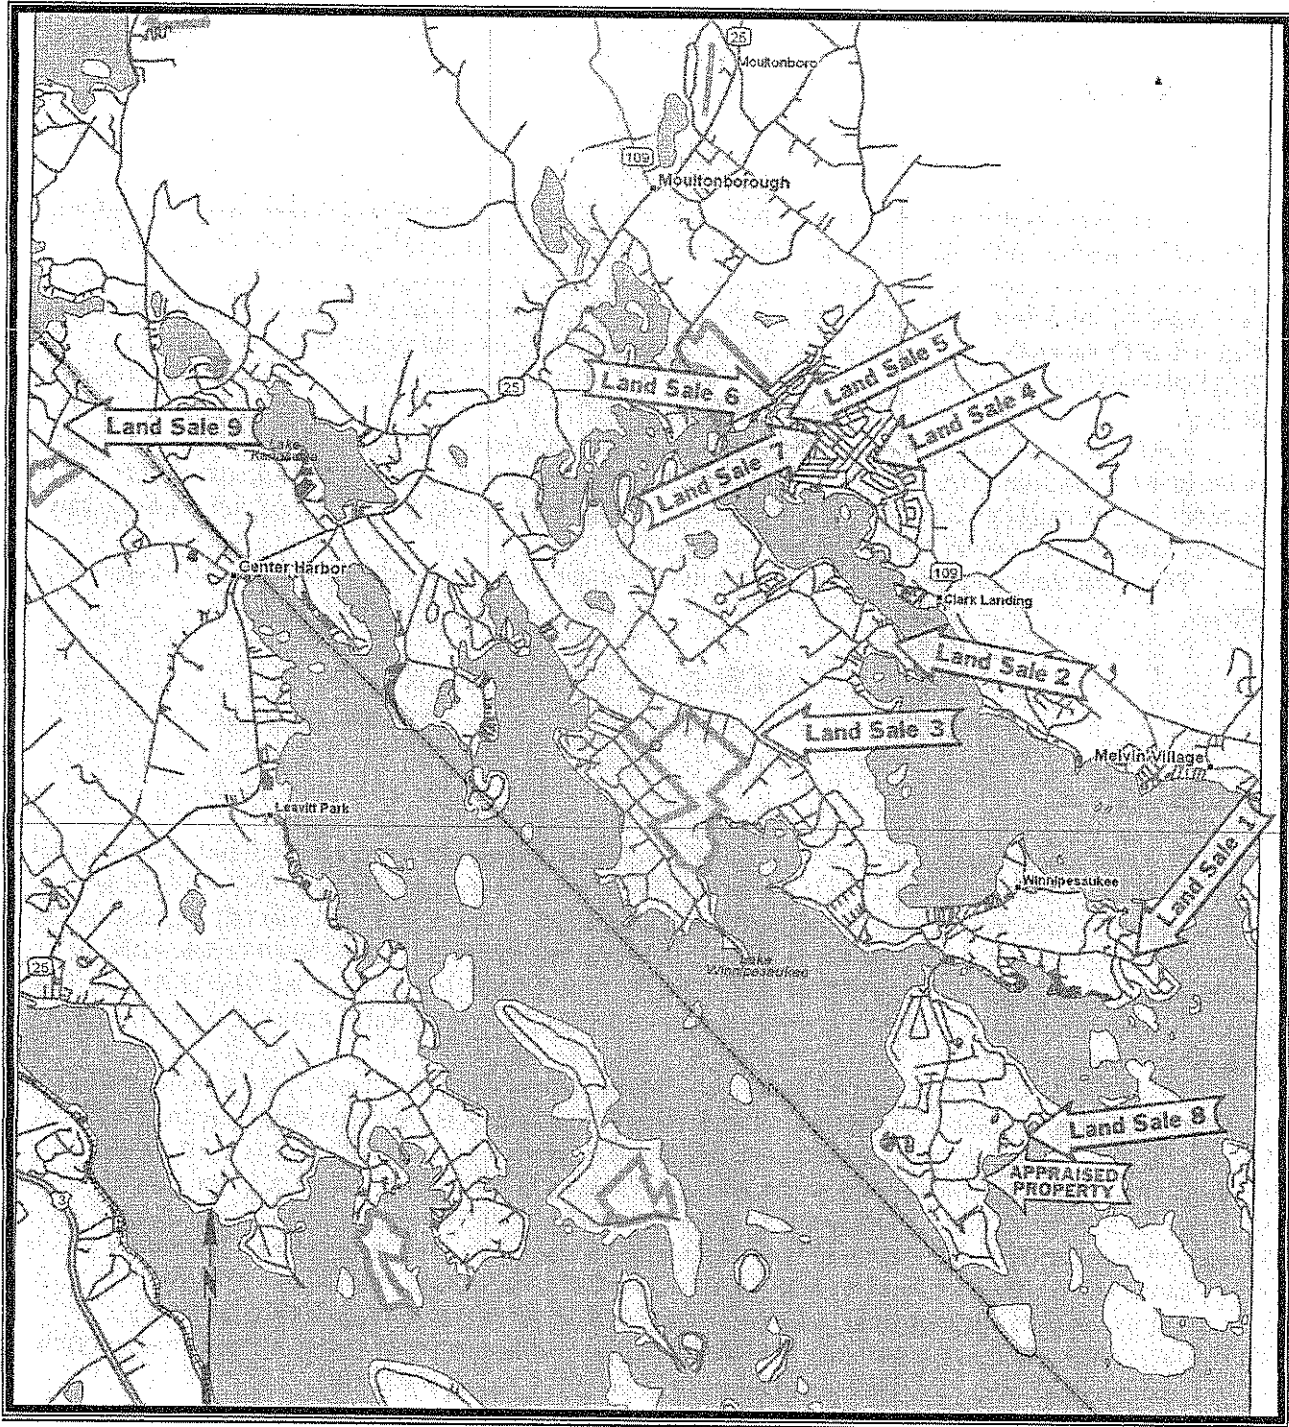 25
Moultonboro
109
Moultonborough
Land Sale 5
Land Sale 6
25
Land Sale 4
Land Sale 9
Lake
Land Sale 7
Center Harbor
109
Clark Landing
Land Sale 2
Land Sale 3
Melvin Village
Leavitt Park
Land Sale 1
Winnipesaukee
Lake
Winnipesaukee
25
Land Sale 8
APPRAISED
PROPERTY
3
N